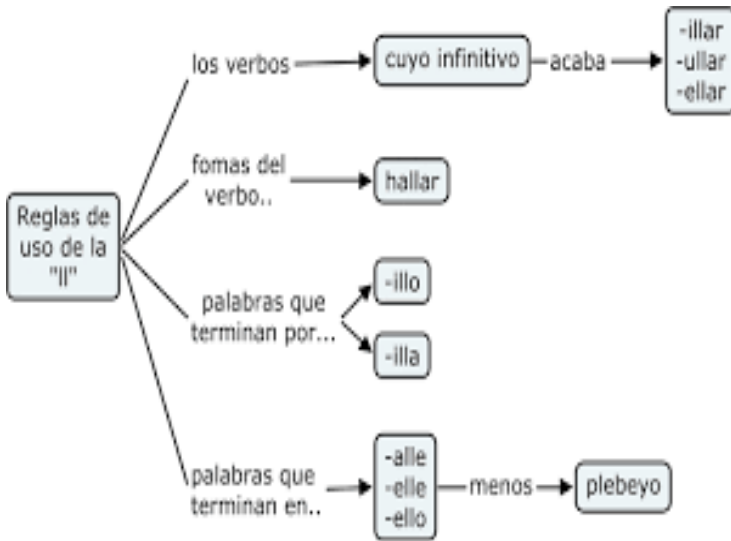 Reglas de
uso de la
"ll"
los verbos
cuyo infinitivo
acaba
-illar
-ullar
-ellar
fomas del
verbo..
hallar
palabras que
terminan por...
-illo
-illa
palabras que
terminan en..
-alle
-elle
-ello
menos
plebeyo